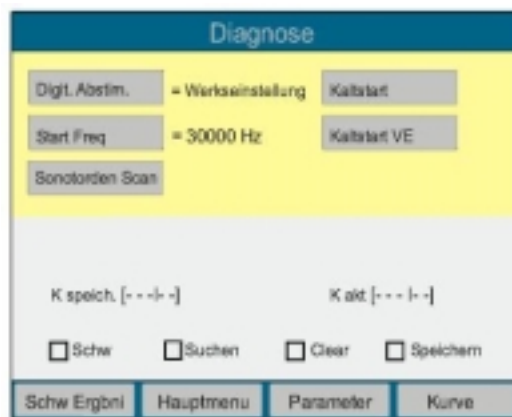 Diagnose
Digit. Abstim. = Werkseinstellung Kaltstart
Start Freq = 30000 Hz Kaltstart VE
Sonotorden Scan
K speich. [- - -I- -] K akt [- - - I- -]
Schw Suchen Clear Speichern
Schw Ergbni Hauptmenu Parameter Kurve